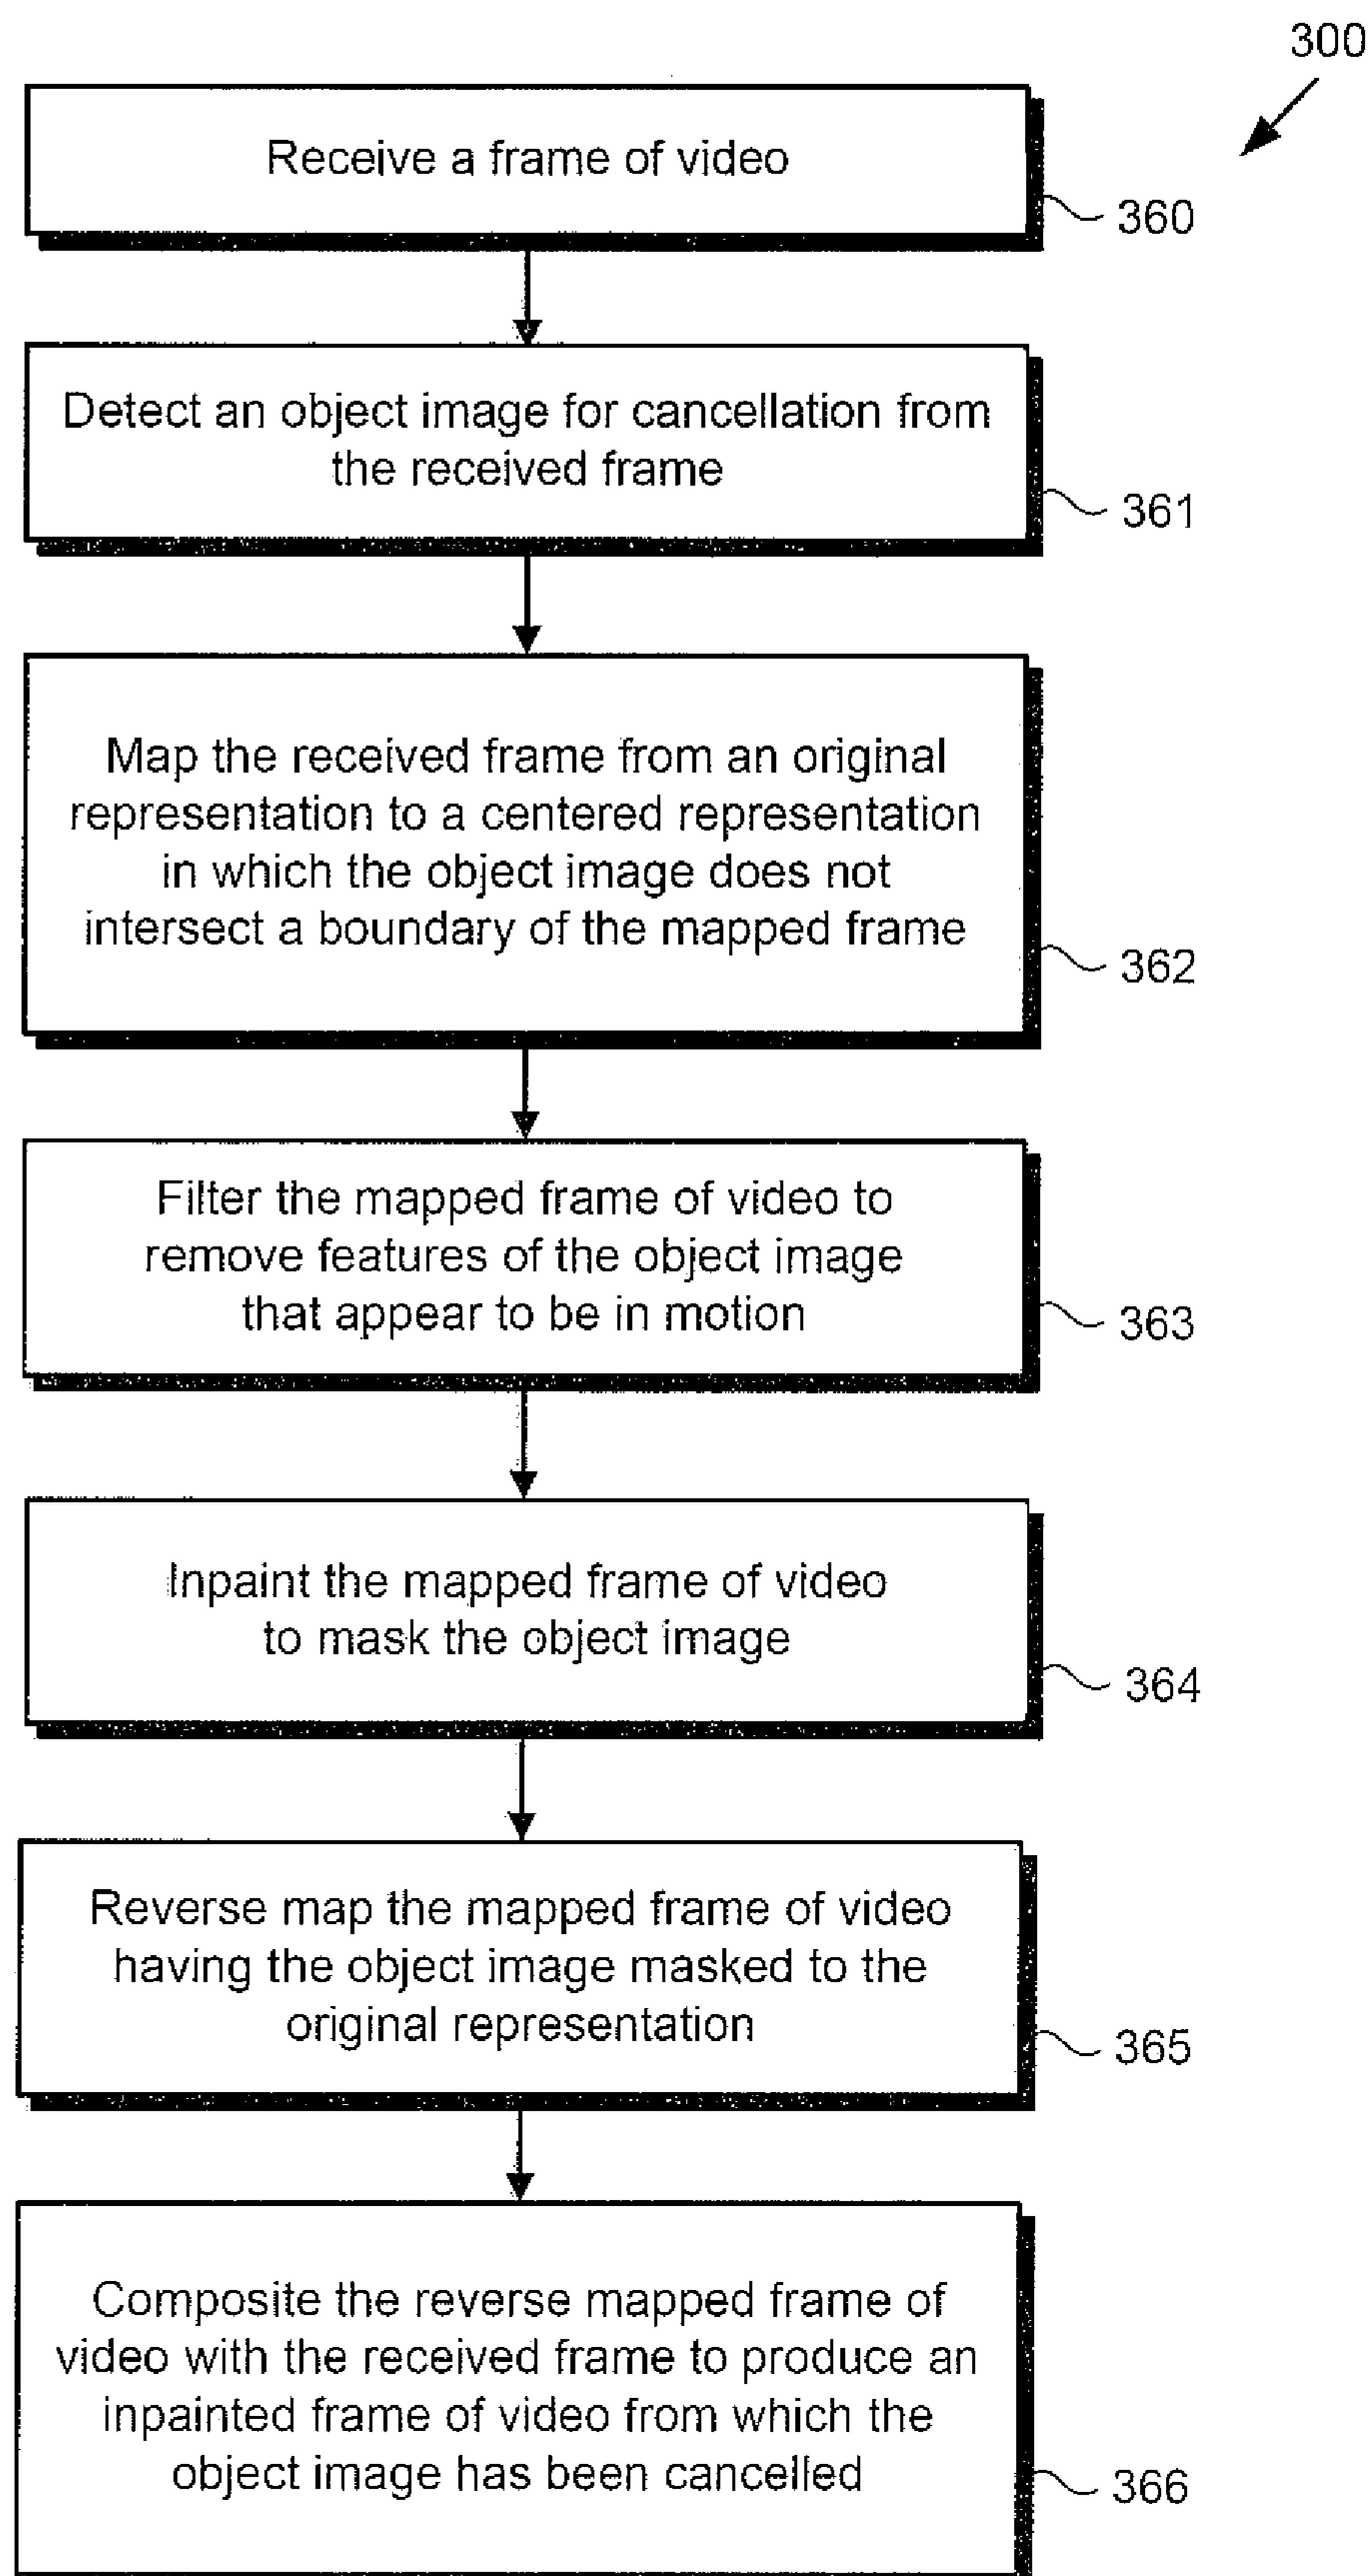 300
Receive a frame of video
360
Detect an object image for cancellation from
the received frame
361
Map the received frame from an original
representation to a centered representation
in which the object image does not
intersect a boundary of the mapped frame
362
Filter the mapped frame of video to
remove features of the object image
that appear to be in motion
363
Inpaint the mapped frame of video
to mask the object image
364
Reverse map the mapped frame of video
having the object image masked to the
original representation
365
Composite the reverse mapped frame of
video with the received frame to produce an
inpainted frame of video from which the
object image has been cancelled
366